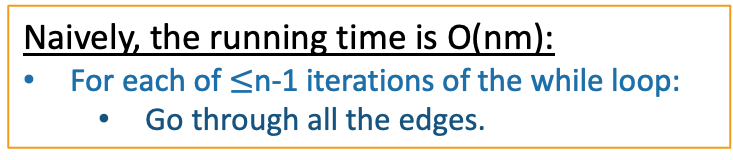 Naively, the running time is O(nm):
• For each of ≤n-1 iterations of the while loop:
• Go through all the edges.